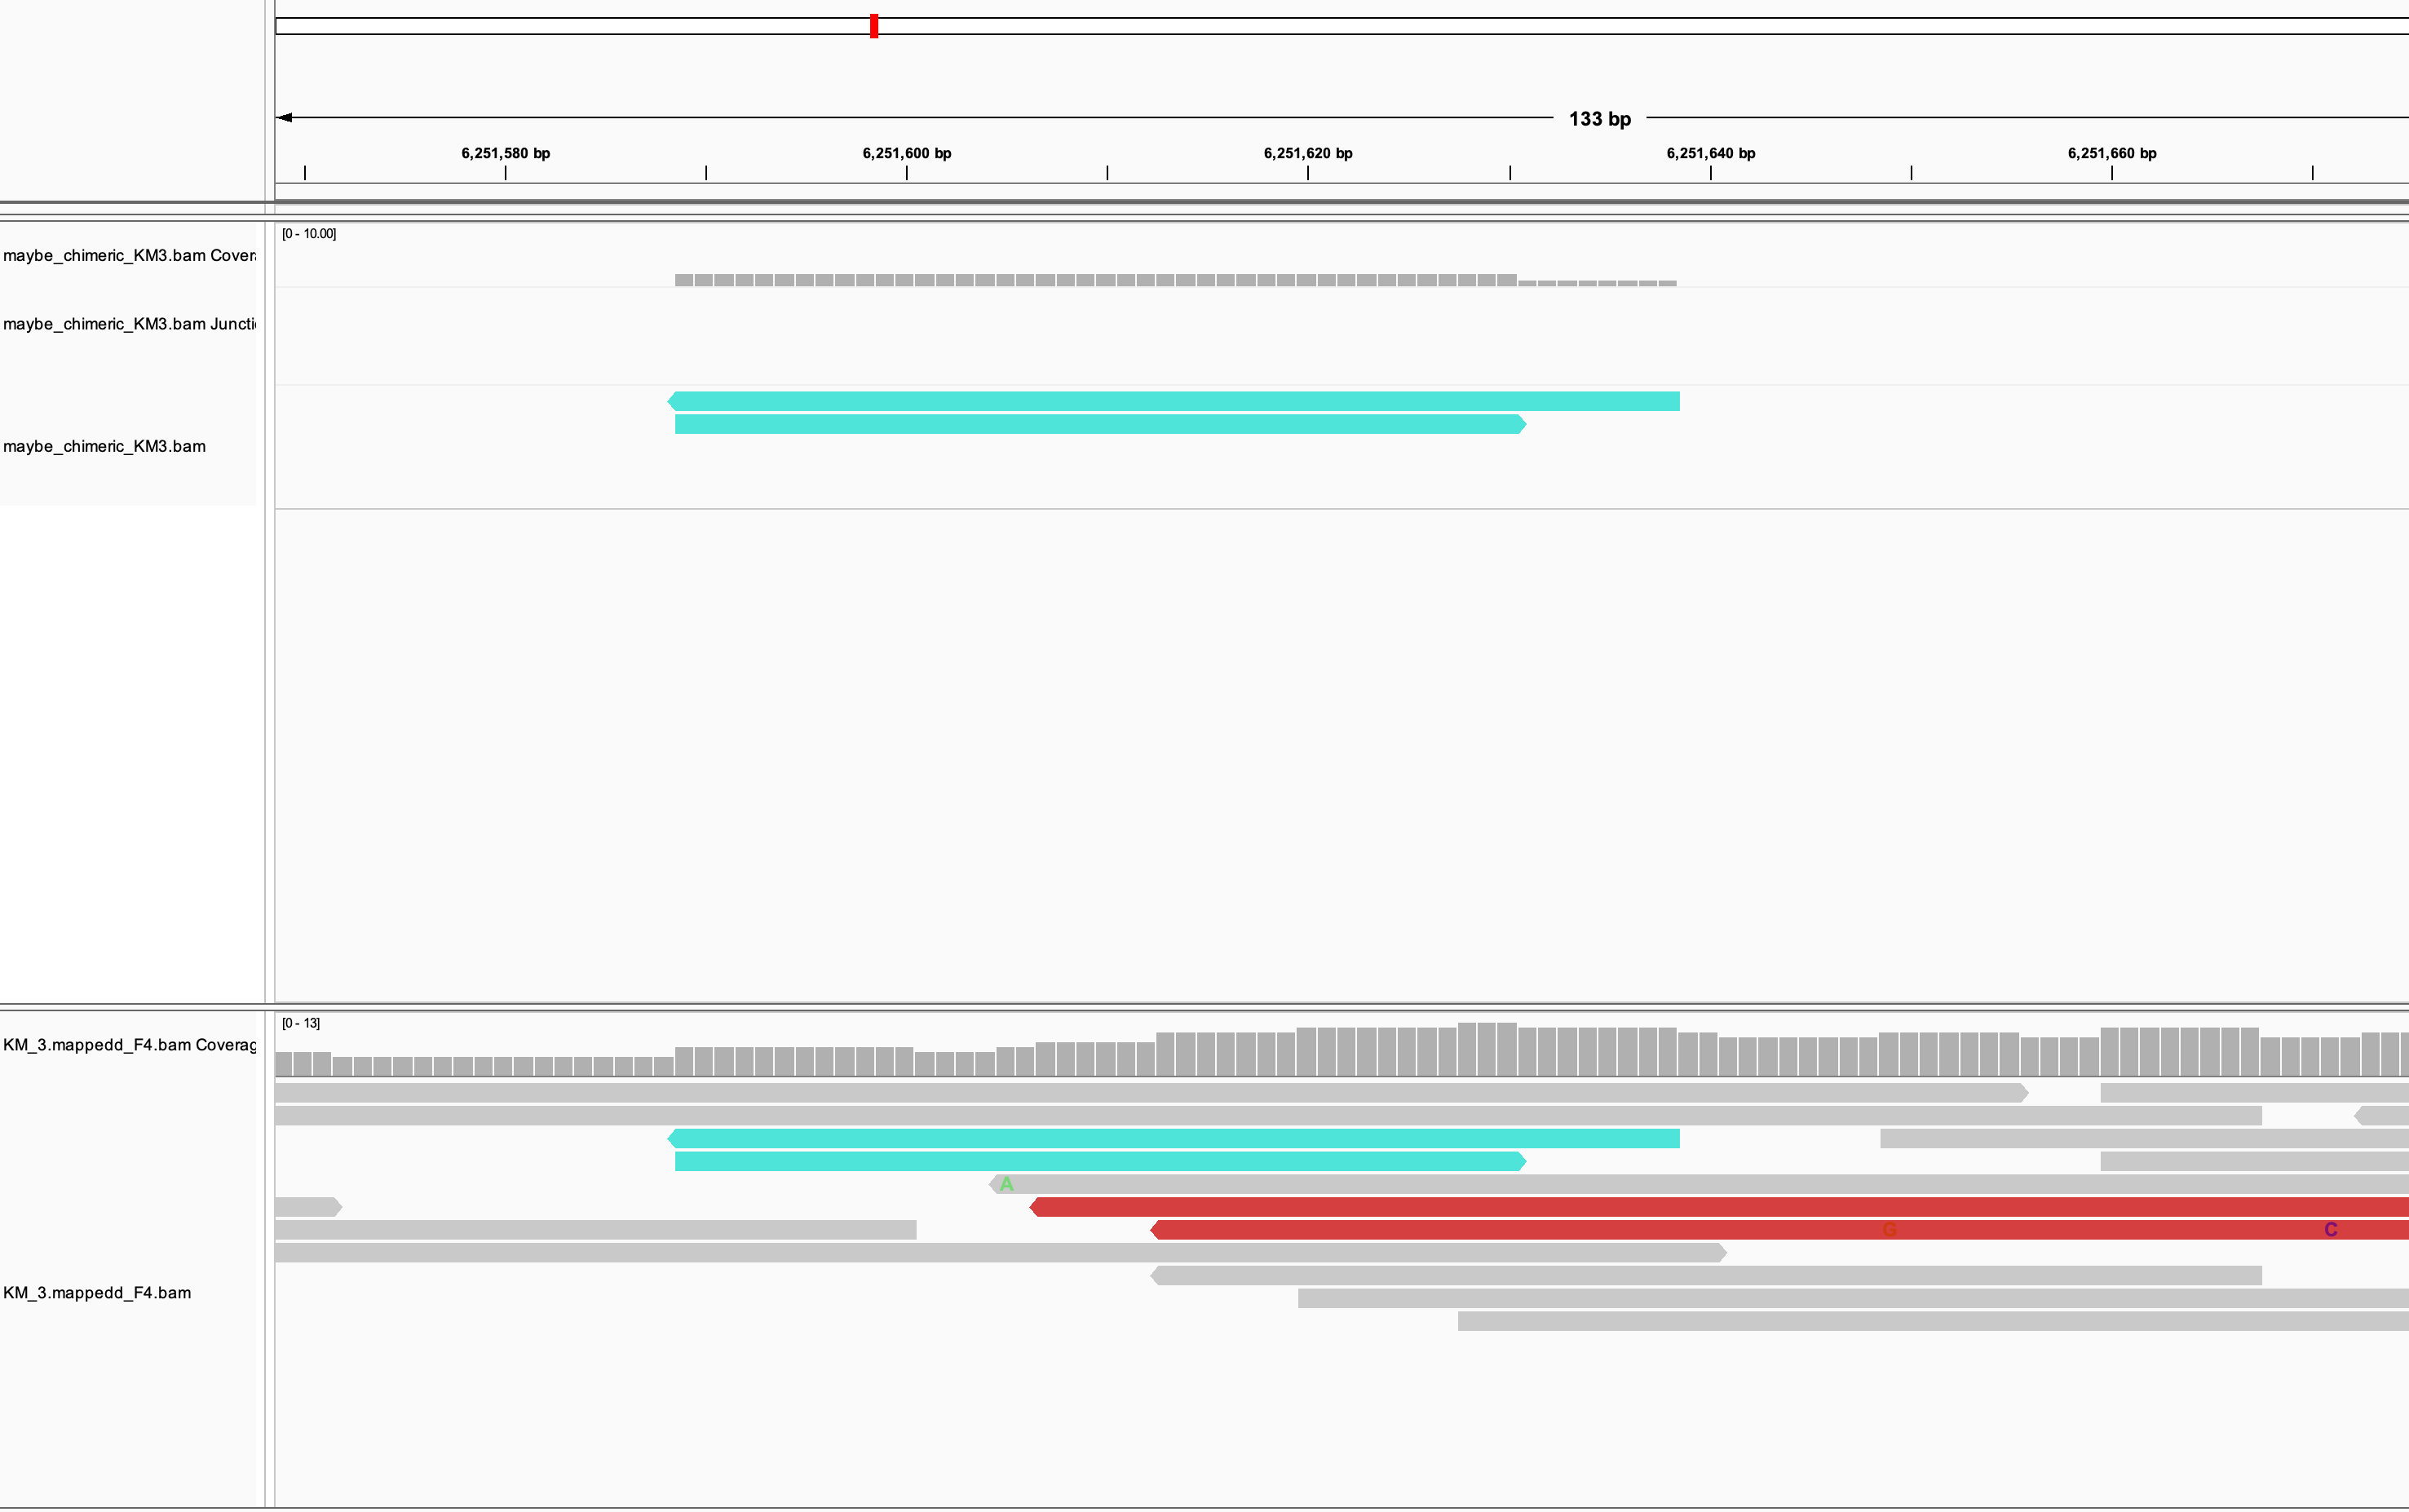 133 bp
6,251,580 bp 6,251,600 bp 6,251,620 bp 6,251,640 bp 6,251,660 bp
[0 - 10.00]
maybe_chimeric_KM3.bam Covera
maybe_chimeric_KM3.bam Juncti
maybe_chimeric_KM3.bam
[0 - 13]
KM_3.mappedd_F4.bam Coverag
A
G C
KM_3.mappedd_F4.bam